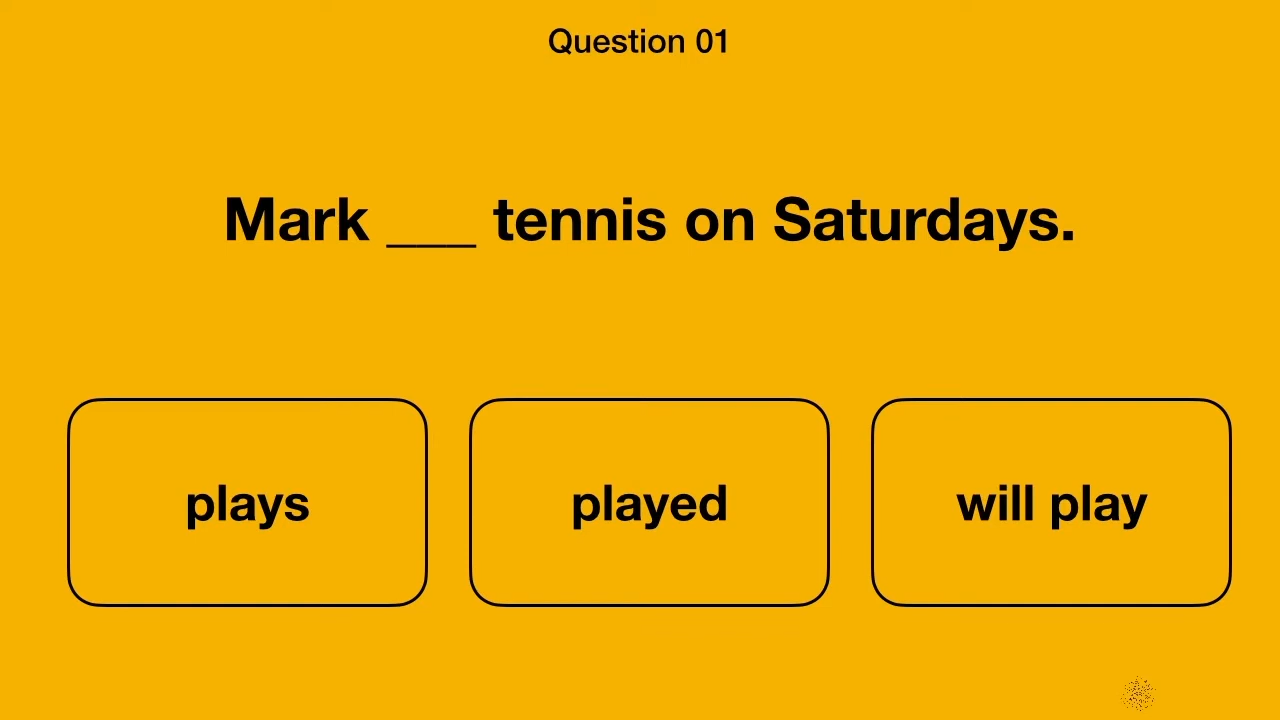 Question 01
Mark ___ tennis on Saturdays.
plays
played
will play